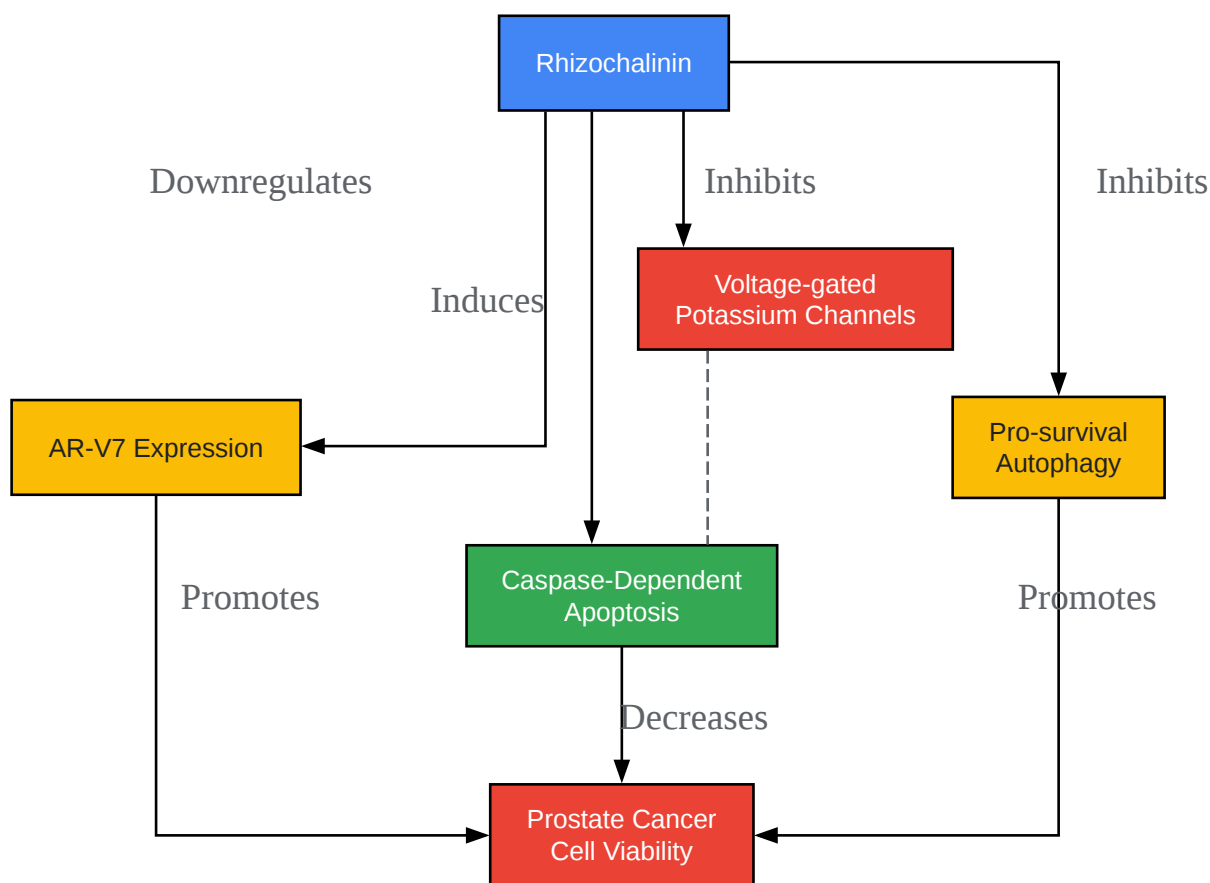 Rhizochalinin
Downregulates
Inhibits
Inhibits
Induces
Voltage-gated
Potassium Channels
AR-V7 Expression
Pro-survival
Autophagy
Caspase-Dependent
Apoptosis
Promotes
Promotes
Decreases
Prostate Cancer
Cell Viability